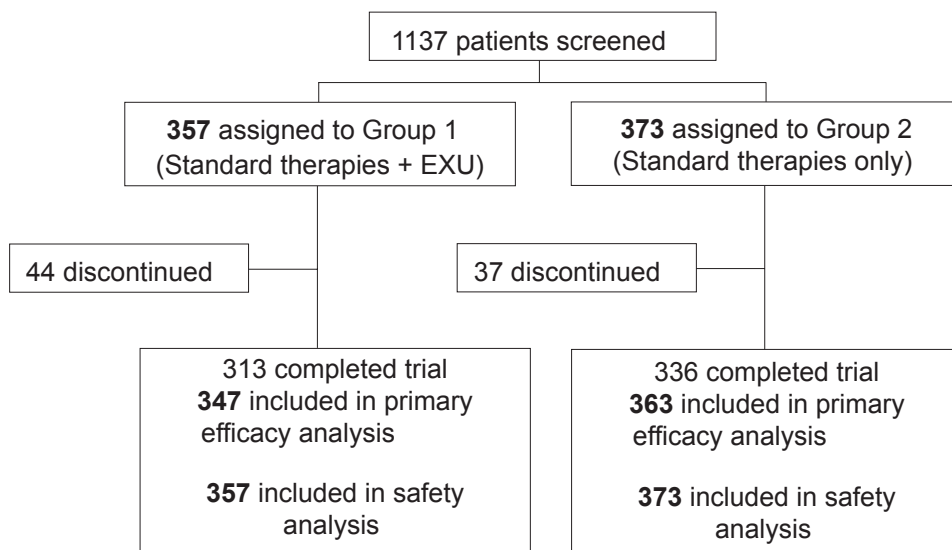 1137 patients screened
357 assigned to Group 1
(Standard therapies + EXU)
373 assigned to Group 2
(Standard therapies only)
44 discontinued
37 discontinued
313 completed trial
347 included in primary
efficacy analysis
357 included in safety
analysis
336 completed trial
363 included in primary
efficacy analysis
373 included in safety
analysis